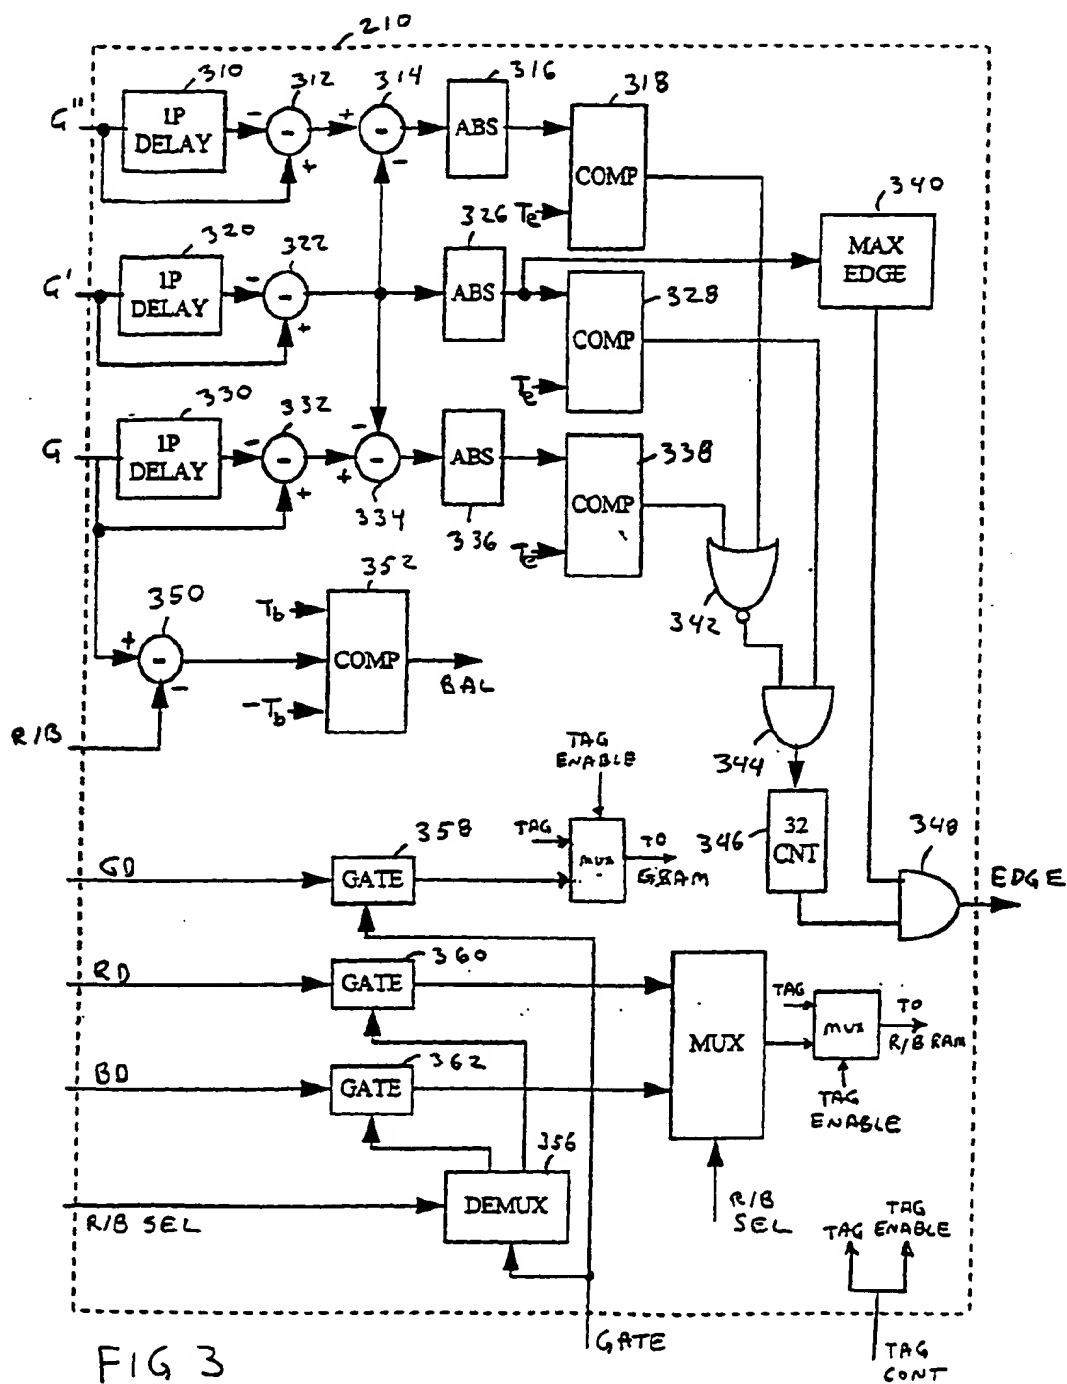 210
310
312
314
316
318
G"
1P
DELAY
-
-
+
+
-
-
ABS
COMP
Te
340
MAX
EDGE
320
322
326
328
G'
1P
DELAY
-
-
+
ABS
COMP
Te
330
332
338
G
1P
DELAY
-
-
+
-
-
+
334
ABS
336
COMP
Te
342
350
352
+
-
-
Tb
COMP
-Tb
BAL
R/B
344
346
32
CNT
348
EDGE
TAG
ENABLE
358
TAG
MUX
TO
GRAM
GD
GATE
360
RD
GATE
362
BD
GATE
MUX
TAG
MUX
TO
R/B RAM
TAG
ENABLE
356
R/B SEL
DEMUX
R/B
SEL
TAG
TAG
ENABLE
GATE
TAG
CONT
FIG 3